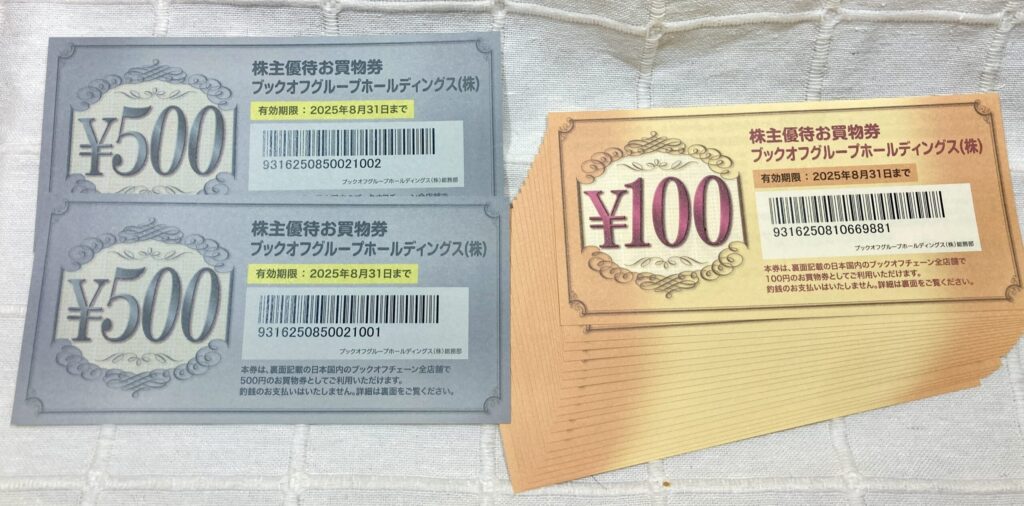 株主優待お買物券
ブックオフグループホールディングス(株)
¥500
有効期限：2025年8月31日まで
9316250850021002
ブックオフグループホールディングス(株)総務部
株主優待お買物券
ブックオフグループホールディングス(株)
¥500
有効期限：2025年8月31日まで
9316250850021001
ブックオフグループホールディングス(株)総務部
本券は、裏面記載の日本国内のブックオフチェーン全店舗で
500円のお買物券としてご利用いただけます。
釣銭のお支払いはいたしません。詳細は裏面をご覧ください。
株主優待お買物券
ブックオフグループホールディングス(株)
¥100
有効期限：2025年8月31日まで
9316250810669881
ブックオフグループホールディングス(株)総務部
本券は、裏面記載の日本国内のブックオフチェーン全店舗で
100円のお買物券としてご利用いただけます。
釣銭のお支払いはいたしません。詳細は裏面をご覧ください。